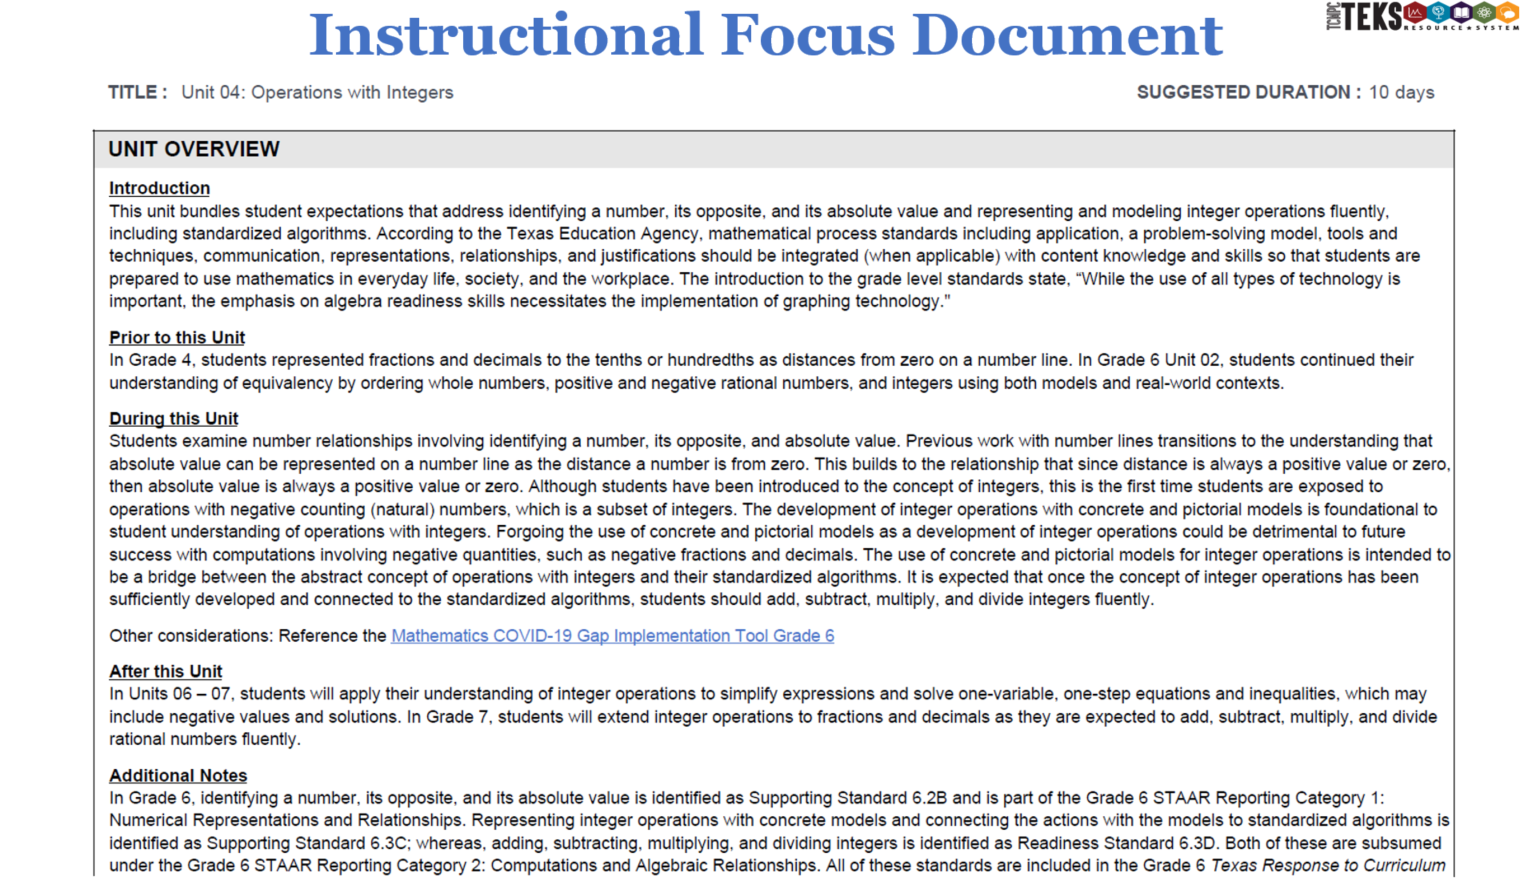 Instructional Focus Document
TCMPC TEKS
RESOURCE ★ SYSTEM
TITLE : Unit 04: Operations with Integers
SUGGESTED DURATION : 10 days
UNIT OVERVIEW
Introduction
This unit bundles student expectations that address identifying a number, its opposite, and its absolute value and representing and modeling integer operations fluently,
including standardized algorithms. According to the Texas Education Agency, mathematical process standards including application, a problem-solving model, tools and
techniques, communication, representations, relationships, and justifications should be integrated (when applicable) with content knowledge and skills so that students are
prepared to use mathematics in everyday life, society, and the workplace. The introduction to the grade level standards state, “While the use of all types of technology is
important, the emphasis on algebra readiness skills necessitates the implementation of graphing technology."
Prior to this Unit
In Grade 4, students represented fractions and decimals to the tenths or hundredths as distances from zero on a number line. In Grade 6 Unit 02, students continued their
understanding of equivalency by ordering whole numbers, positive and negative rational numbers, and integers using both models and real-world contexts.
During this Unit
Students examine number relationships involving identifying a number, its opposite, and absolute value. Previous work with number lines transitions to the understanding that
absolute value can be represented on a number line as the distance a number is from zero. This builds to the relationship that since distance is always a positive value or zero,
then absolute value is always a positive value or zero. Although students have been introduced to the concept of integers, this is the first time students are exposed to
operations with negative counting (natural) numbers, which is a subset of integers. The development of integer operations with concrete and pictorial models is foundational to
student understanding of operations with integers. Forgoing the use of concrete and pictorial models as a development of integer operations could be detrimental to future
success with computations involving negative quantities, such as negative fractions and decimals. The use of concrete and pictorial models for integer operations is intended to
be a bridge between the abstract concept of operations with integers and their standardized algorithms. It is expected that once the concept of integer operations has been
sufficiently developed and connected to the standardized algorithms, students should add, subtract, multiply, and divide integers fluently.
Other considerations: Reference the Mathematics COVID-19 Gap Implementation Tool Grade 6
After this Unit
In Units 06 – 07, students will apply their understanding of integer operations to simplify expressions and solve one-variable, one-step equations and inequalities, which may
include negative values and solutions. In Grade 7, students will extend integer operations to fractions and decimals as they are expected to add, subtract, multiply, and divide
rational numbers fluently.
Additional Notes
In Grade 6, identifying a number, its opposite, and its absolute value is identified as Supporting Standard 6.2B and is part of the Grade 6 STAAR Reporting Category 1:
Numerical Representations and Relationships. Representing integer operations with concrete models and connecting the actions with the models to standardized algorithms is
identified as Supporting Standard 6.3C; whereas, adding, subtracting, multiplying, and dividing integers is identified as Readiness Standard 6.3D. Both of these are subsumed
under the Grade 6 STAAR Reporting Category 2: Computations and Algebraic Relationships. All of these standards are included in the Grade 6 Texas Response to Curriculum